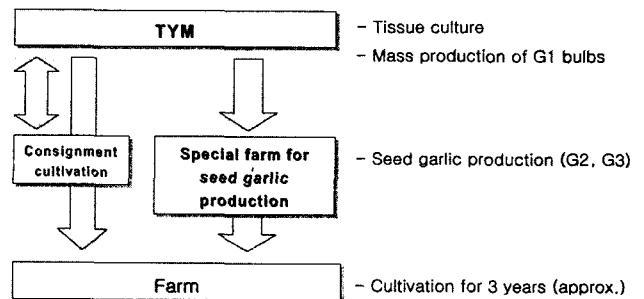 TYM
- Tissue culture
- Mass production of G1 bulbs
Consignment
cultivation
Special farm for
seed garlic
production
- Seed garlic production (G2, G3)
Farm
- Cultivation for 3 years (approx.)